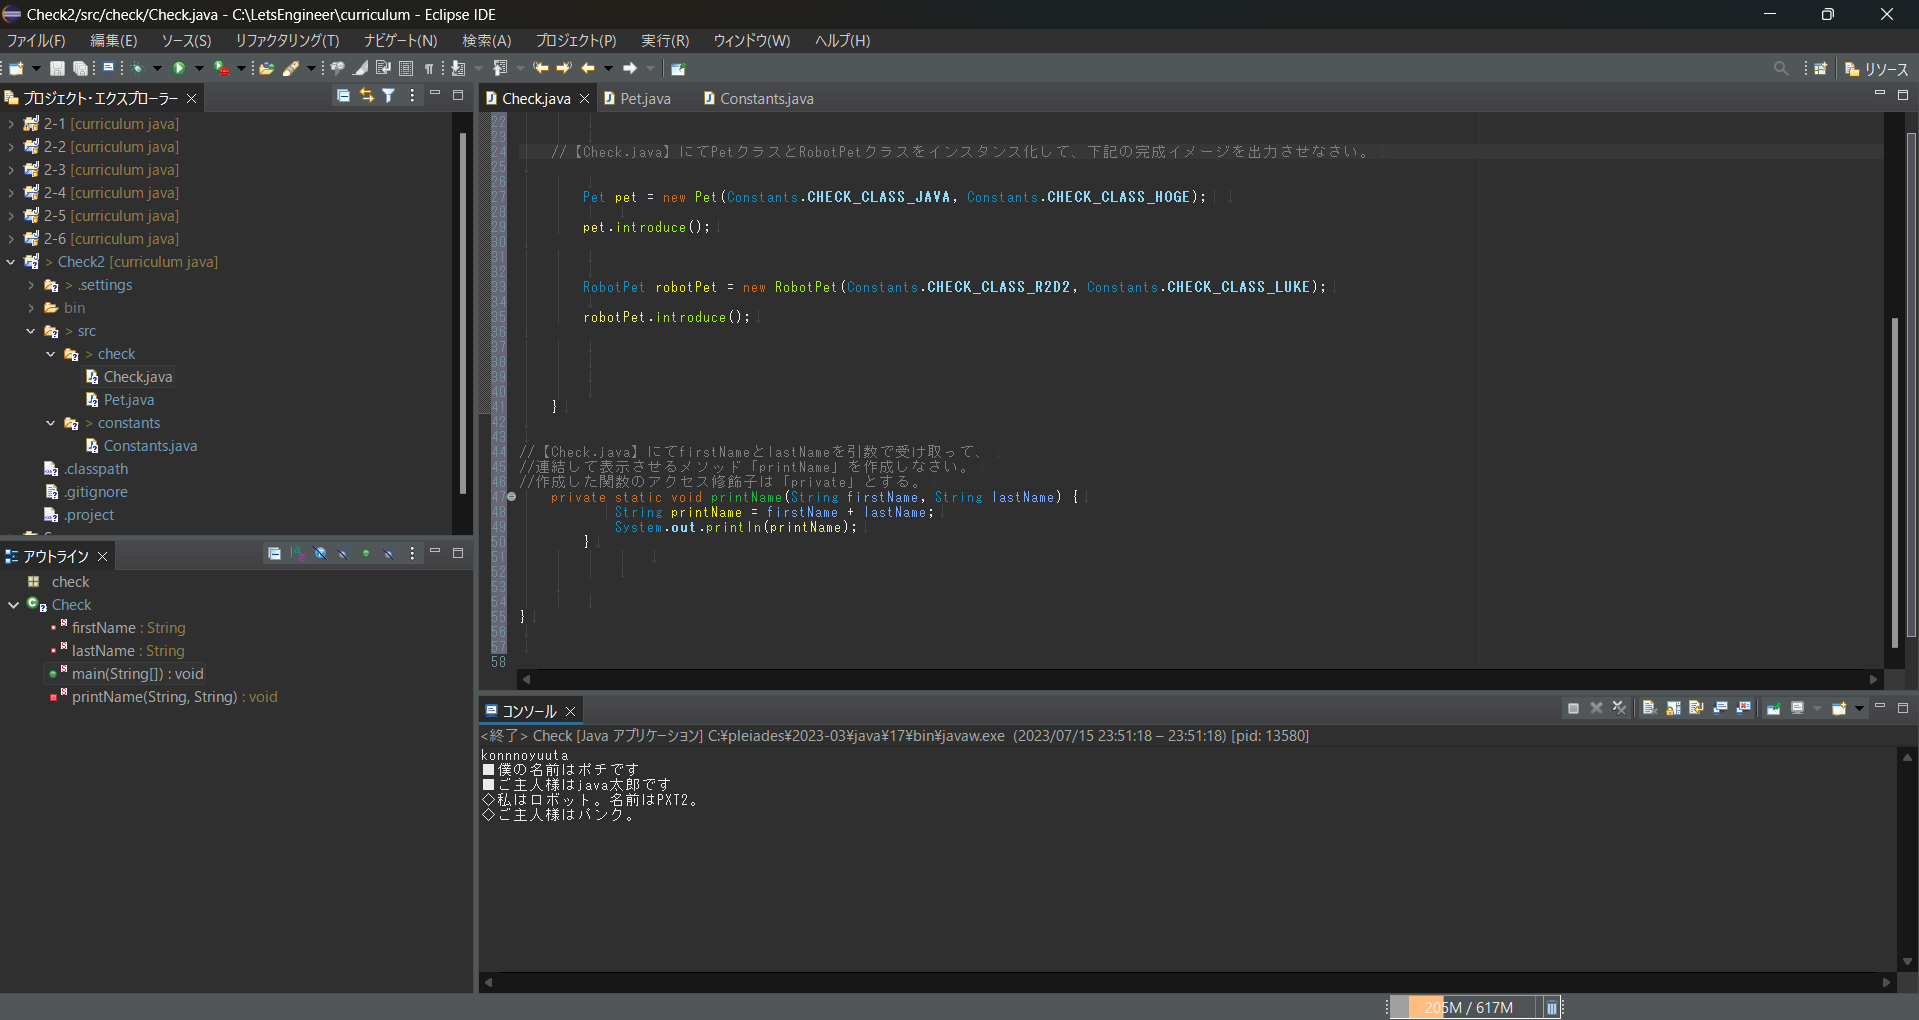 Check2/src/check/Check.java - C:\LetsEngineer\curriculum - Eclipse IDE
ファイル(F) 編集(E) ソース(S) リファクタリング(T) ナビゲート(N) 検索(A) プロジェクト(P) 実行(R) ウィンドウ(W) ヘルプ(H)
リソース
プロジェクト・エクスプローラー
2-1 [curriculum java]
2-2 [curriculum java]
2-3 [curriculum java]
2-4 [curriculum java]
2-5 [curriculum java]
2-6 [curriculum java]
> Check2 [curriculum java]
> .settings
bin
> src
> check
Check.java
Pet.java
> constants
Constants.java
.classpath
.gitignore
.project
アウトライン
check
Check
firstName : String
lastName : String
main(String[]) : void
printName(String, String) : void
Check.java Pet.java Constants.java
22
23
24 //【Check.java】にてPetクラスとRobotPetクラスをインスタンス化して、下記の完成イメージを出力させなさい。
25
26
27 Pet pet = new Pet(Constants.CHECK_CLASS_JAVA, Constants.CHECK_CLASS_HOGE);
28
29 pet.introduce();
30
31
32
33 RobotPet robotPet = new RobotPet(Constants.CHECK_CLASS_R2D2, Constants.CHECK_CLASS_LUKE);
34
35 robotPet.introduce();
36
37
38
39
40
41 }
42
43
44 //【Check.java】にてfirstNameとlastNameを引数で受け取って、
45 //連結して表示させるメソッド「printName」を作成しなさい。
46 //作成した関数のアクセス修飾子は「private」とする。
47 private static void printName(String firstName, String lastName) {
48 String printName = firstName + lastName;
49 System.out.println(printName);
50 }
51
52
53
54
55 }
56
57
58
コンソール
<終了> Check [Java アプリケーション] C:¥pleiades¥2023-03¥java¥17¥bin¥javaw.exe (2023/07/15 23:51:18 – 23:51:18) [pid: 13580]
konnnoyuuta
■僕の名前はポチです
■ご主人様はjava太郎です
◇私はロボット。名前はPXT2。
◇ご主人様はバンク。
205M / 617M